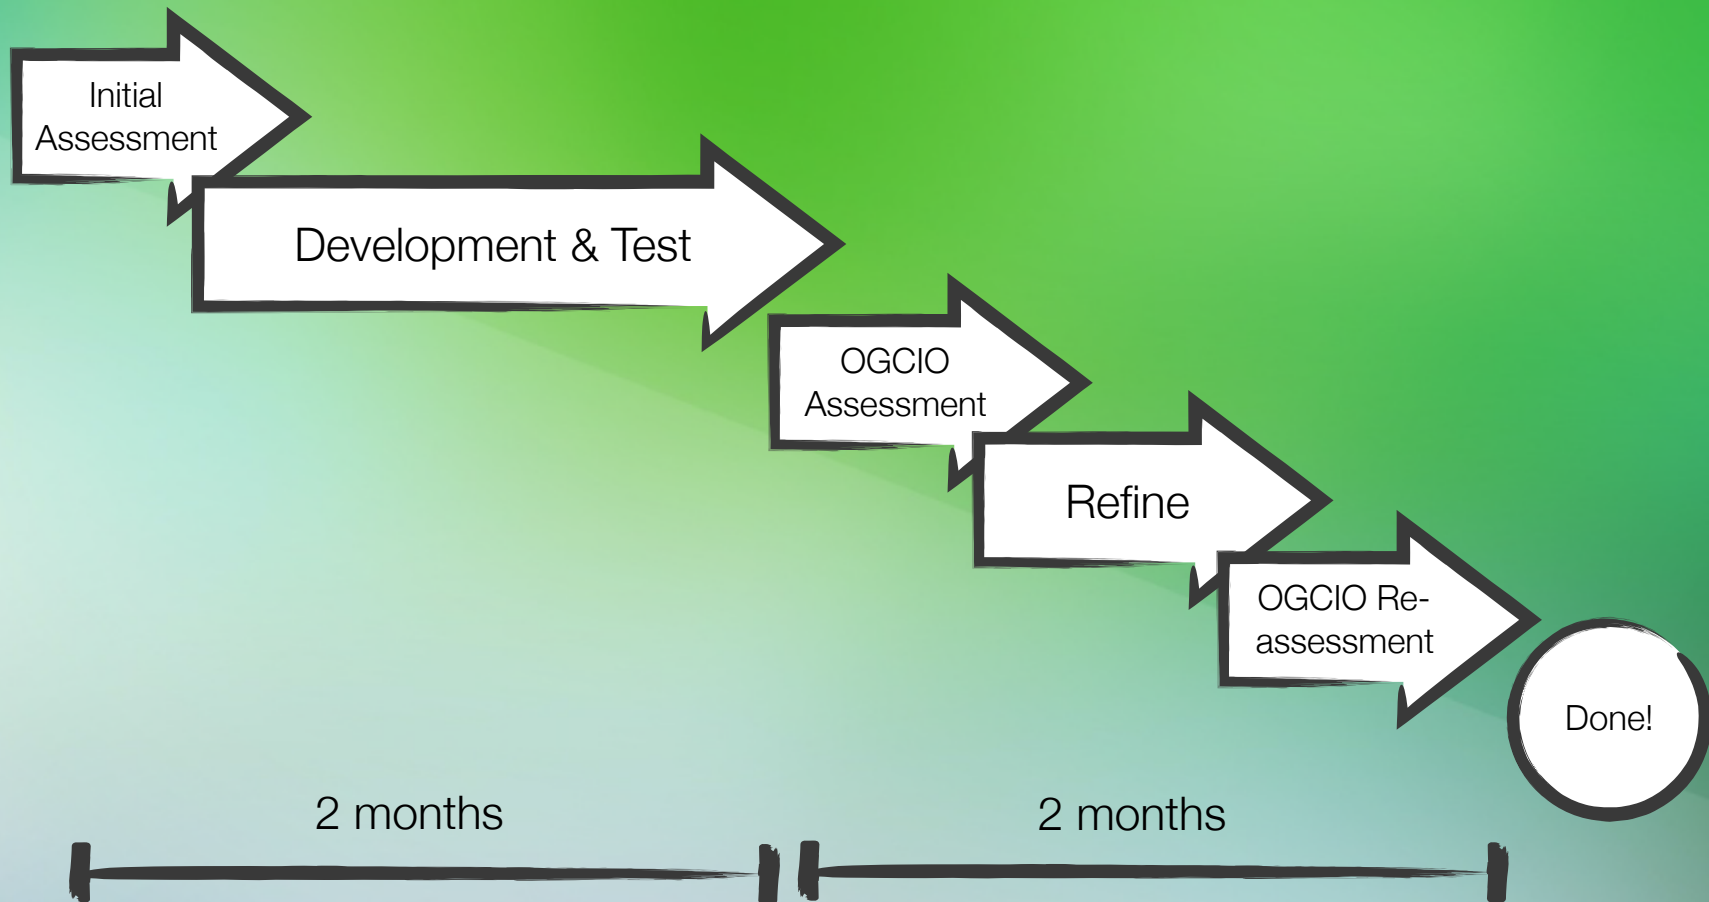 Initial
Assessment
Development & Test
OGCIO
Assessment
Refine
OGCIO Re-
assessment
Done!
2 months
2 months